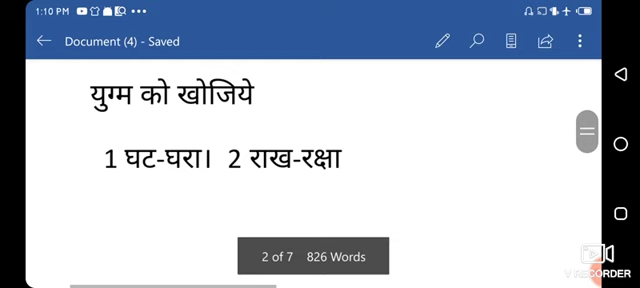 1:10 PM
Document (4) - Saved
युग्म को खोजिये
1 घट-घरा। 2 राख-रक्षा
2 of 7 826 Words
V RECORDER